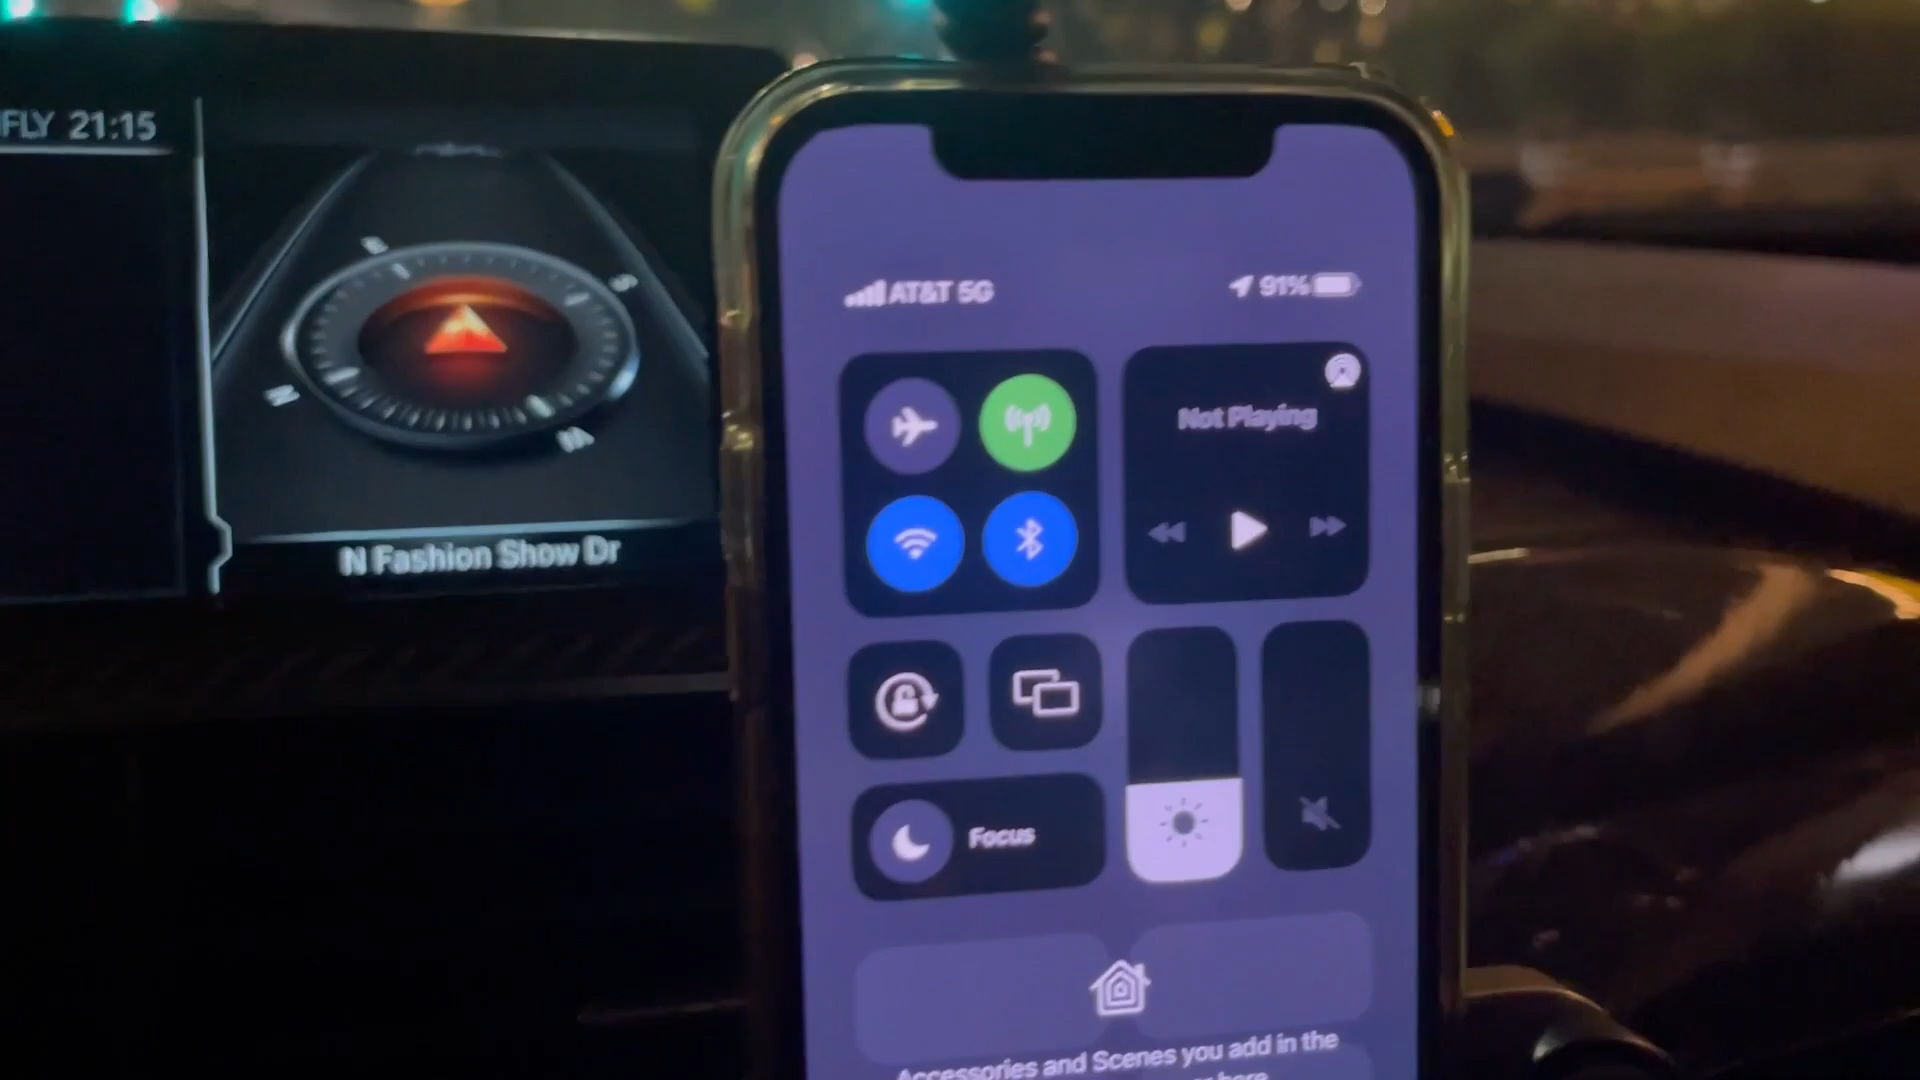 FLY 21:15
S
N
W
N Fashion Show Dr
AT&T 5G
91%
Not Playing
Focus
Accessories and Scenes you add in the
here